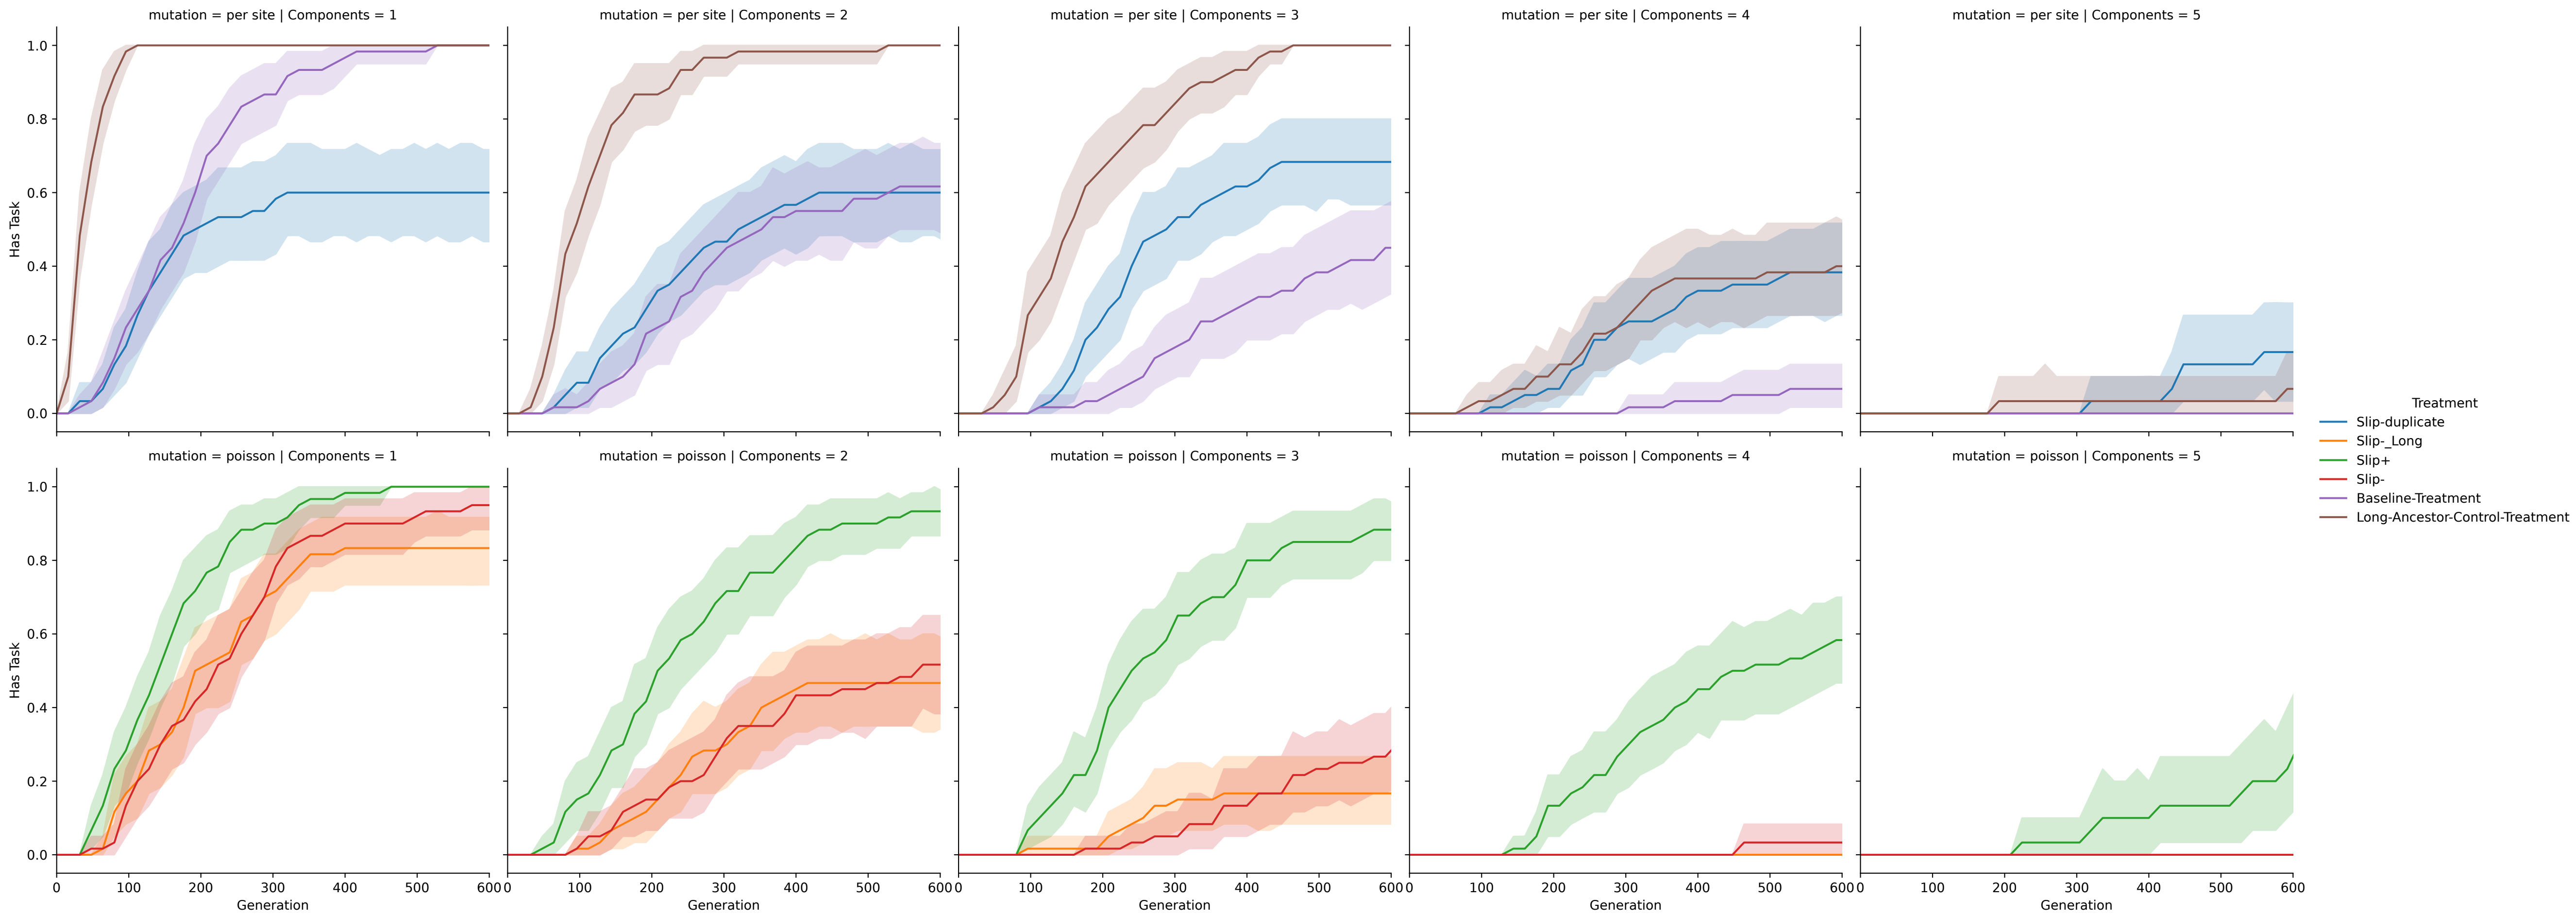 mutation = per site | Components = 1
mutation = per site | Components = 2
mutation = per site | Components = 3
mutation = per site | Components = 4
mutation = per site | Components = 5
1.0
0.8
0.6
0.4
0.2
0.0
Has Task
Treatment
Slip-duplicate
Slip-_Long
Slip+
Slip-
Baseline-Treatment
Long-Ancestor-Control-Treatment
mutation = poisson | Components = 1
mutation = poisson | Components = 2
mutation = poisson | Components = 3
mutation = poisson | Components = 4
mutation = poisson | Components = 5
1.0
0.8
0.6
0.4
0.2
0.0
Has Task
0 100 200 300 400 500 600
0 100 200 300 400 500 600
0 100 200 300 400 500 600
0 100 200 300 400 500 600
0 100 200 300 400 500 600
Generation
Generation
Generation
Generation
Generation